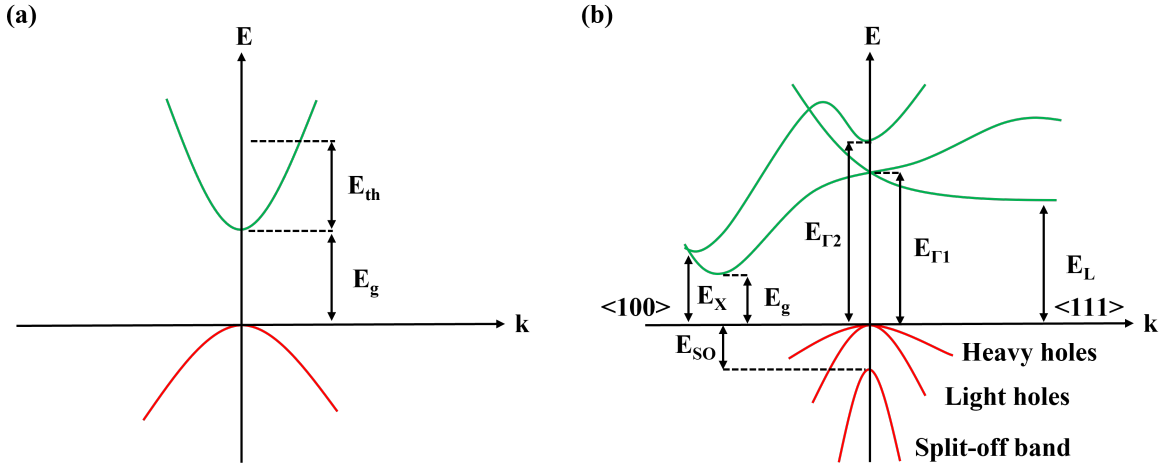 (a)
E
E_th
E_g
k
(b)
E
E_Γ2
E_Γ1
E_L
E_X
E_g
<100>
<111>
k
E_SO
Heavy holes
Light holes
Split-off band